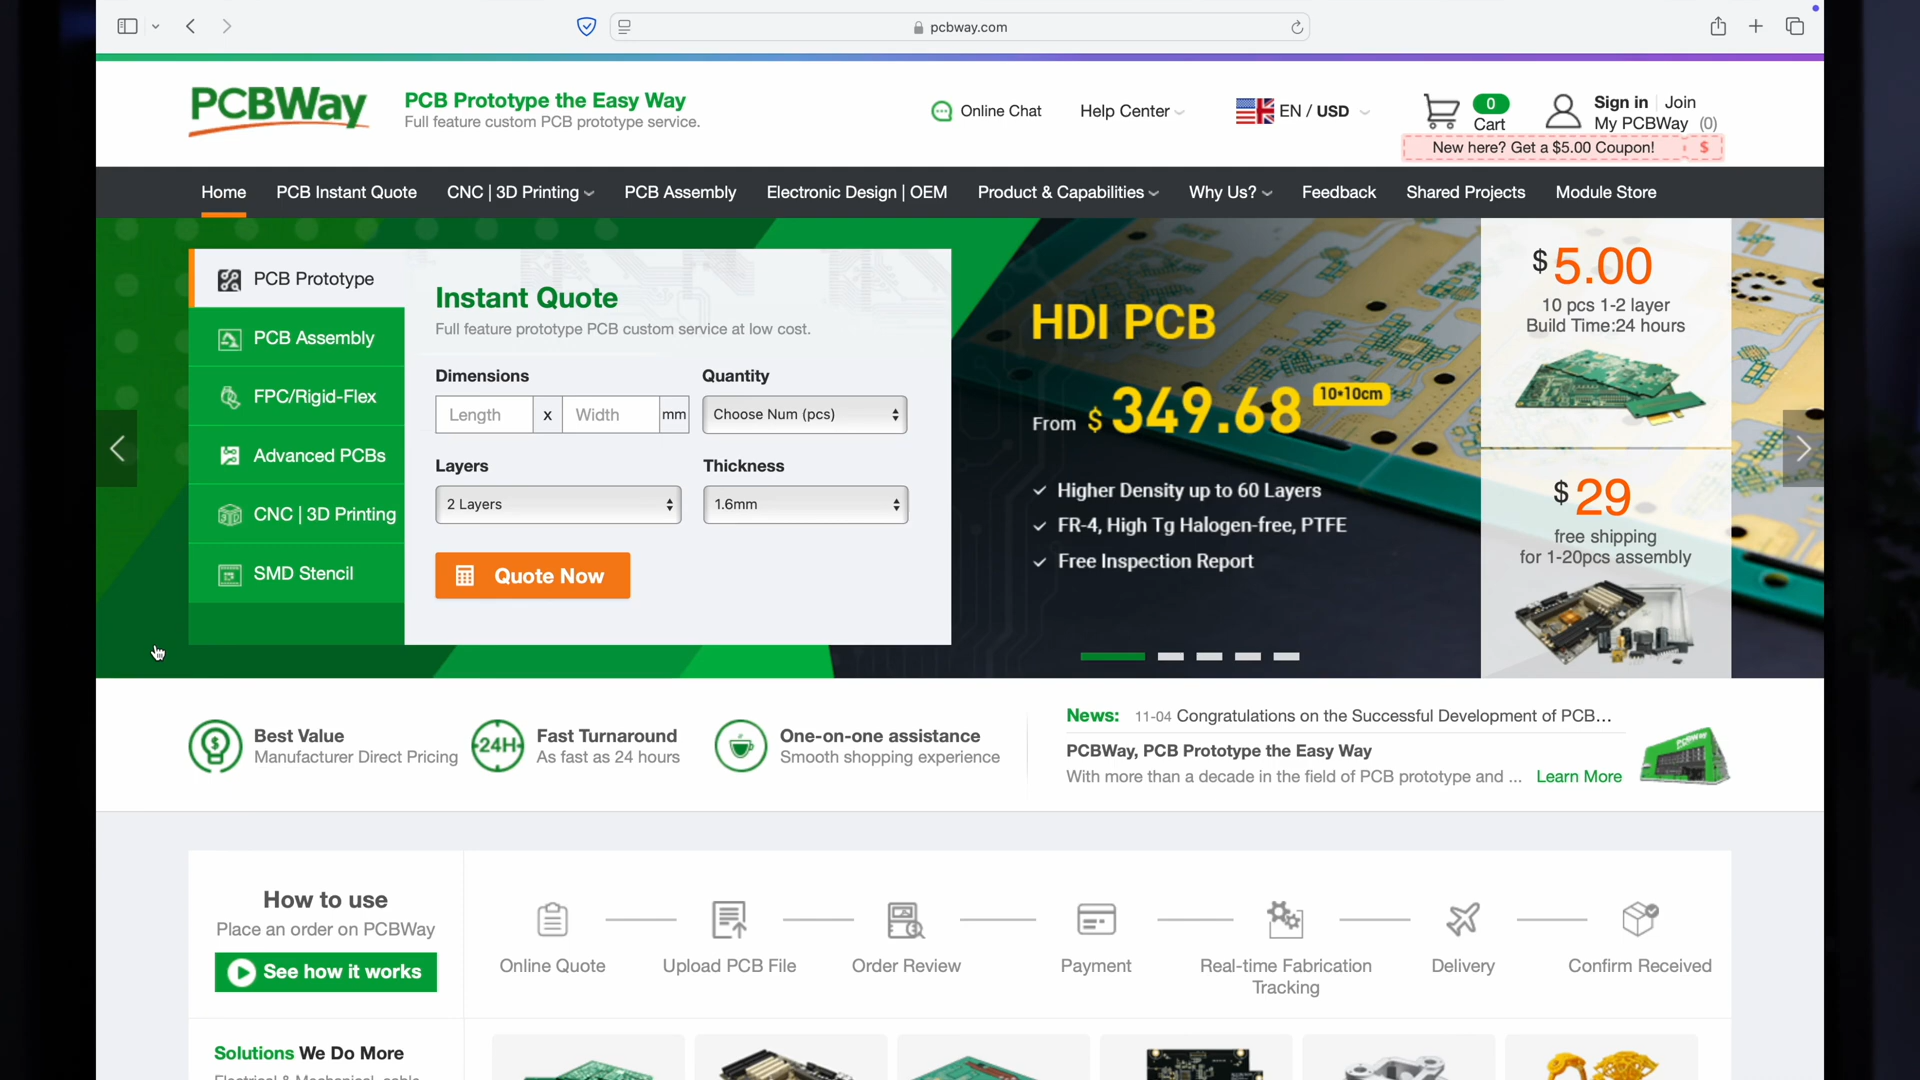 pcbway.com
PCBWay
PCB Prototype the Easy Way
Full feature custom PCB prototype service.
Online Chat
Help Center
EN / USD
0
Cart
Sign in Join
My PCBWay (0)
New here? Get a $5.00 Coupon! $
Home PCB Instant Quote CNC | 3D Printing PCB Assembly Electronic Design | OEM Product & Capabilities Why Us? Feedback Shared Projects Module Store
PCB Prototype
PCB Assembly
FPC/Rigid-Flex
Advanced PCBs
CNC | 3D Printing
SMD Stencil
Instant Quote
Full feature prototype PCB custom service at low cost.
Dimensions Quantity
Length x Width mm Choose Num (pcs)
Layers Thickness
2 Layers 1.6mm
Quote Now
HDI PCB
From $ 349.68 10*10cm
Higher Density up to 60 Layers
FR-4, High Tg Halogen-free, PTFE
Free Inspection Report
$ 5.00
10 pcs 1-2 layer
Build Time:24 hours
$ 29
free shipping
for 1-20pcs assembly
Best Value
Manufacturer Direct Pricing
24H
Fast Turnaround
As fast as 24 hours
One-on-one assistance
Smooth shopping experience
News: 11-04 Congratulations on the Successful Development of PCB...
PCBWay, PCB Prototype the Easy Way
With more than a decade in the field of PCB prototype and ... Learn More
How to use
Place an order on PCBWay
See how it works
Online Quote
Upload PCB File
Order Review
Payment
Real-time Fabrication
Tracking
Delivery
Confirm Received
Solutions We Do More